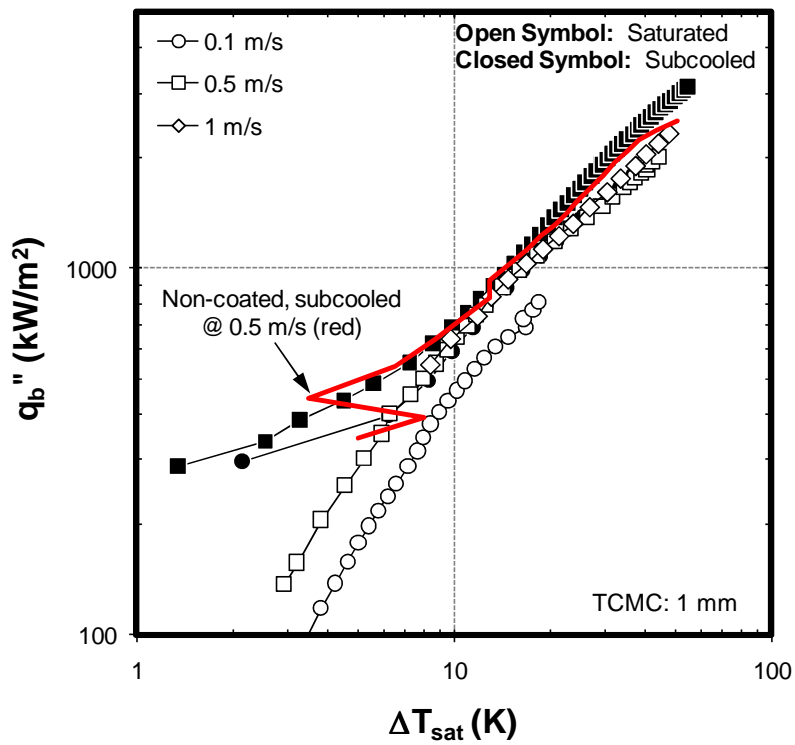 Open Symbol: Saturated
Closed Symbol: Subcooled
0.1 m/s
0.5 m/s
1 m/s
1000
100
Non-coated, subcooled
@ 0.5 m/s (red)
TCMC: 1 mm
1
10
100
qb" (kW/m2)
ΔTsat (K)